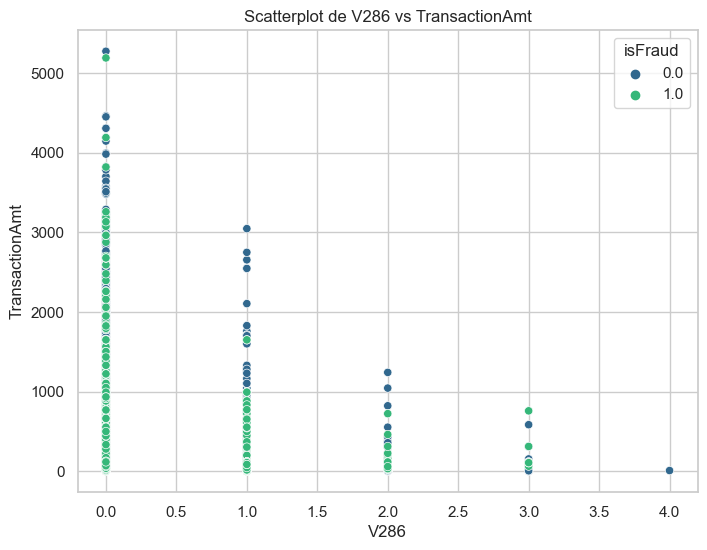 Scatterplot de V286 vs TransactionAmt
isFraud
0.0
1.0
5000
4000
3000
2000
1000
0
TransactionAmt
0.0 0.5 1.0 1.5 2.0 2.5 3.0 3.5 4.0
V286